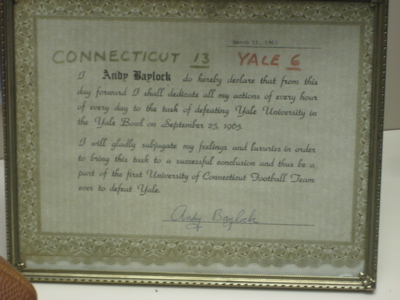 March 11, 1965
CONNECTICUT 13 YALE 6
I Andy Baylock do hereby declare that from this
day forward I shall dedicate all my actions of every hour
of every day to the task of defeating Yale University in
the Yale Bowl on September 25, 1965.
I will gladly subjugate my feelings and luxuries in order
to bring this task to a successful conclusion and thus be a
part of the first University of Connecticut Football Team
ever to defeat Yale.
Andy Baylock